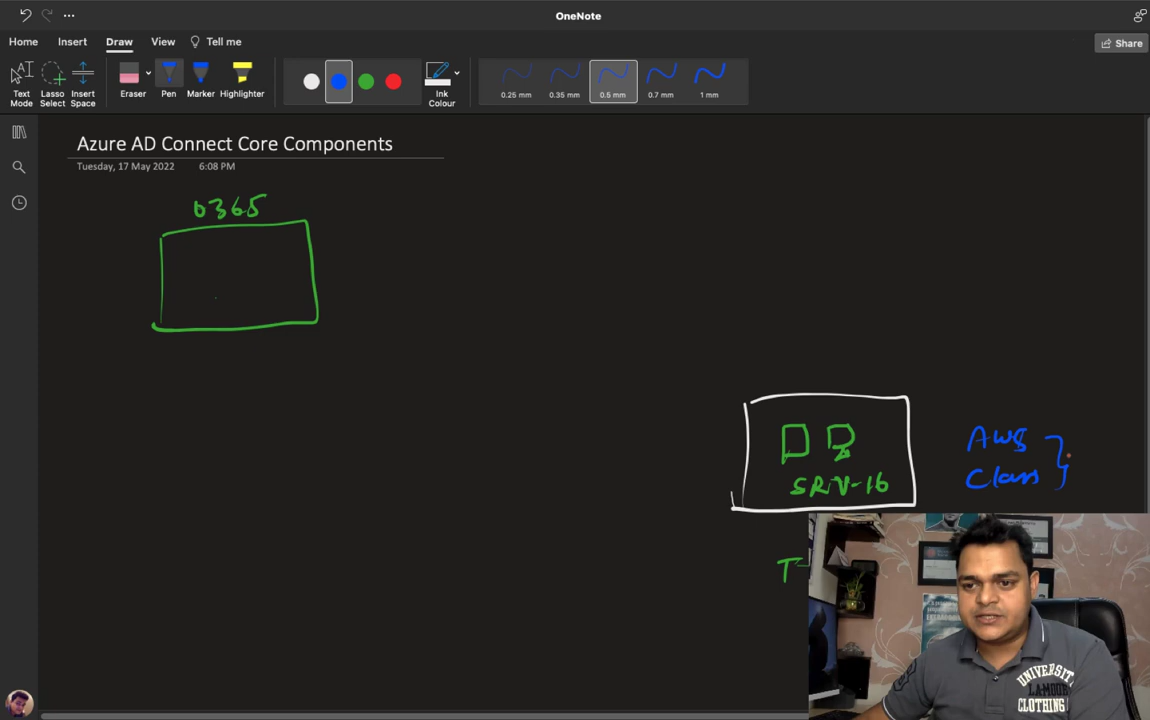 OneNote
Home Insert Draw View Tell me
Share
Text Mode
Lasso Select
Insert Space
Eraser
Pen
Marker
Highlighter
Ink Colour
0.25 mm
0.35 mm
0.5 mm
0.7 mm
1 mm
Azure AD Connect Core Components
Tuesday, 17 May 2022 6:08 PM
O365
SRV-16
AWS
Class
T-
UNIVERSITY
CLOTHING